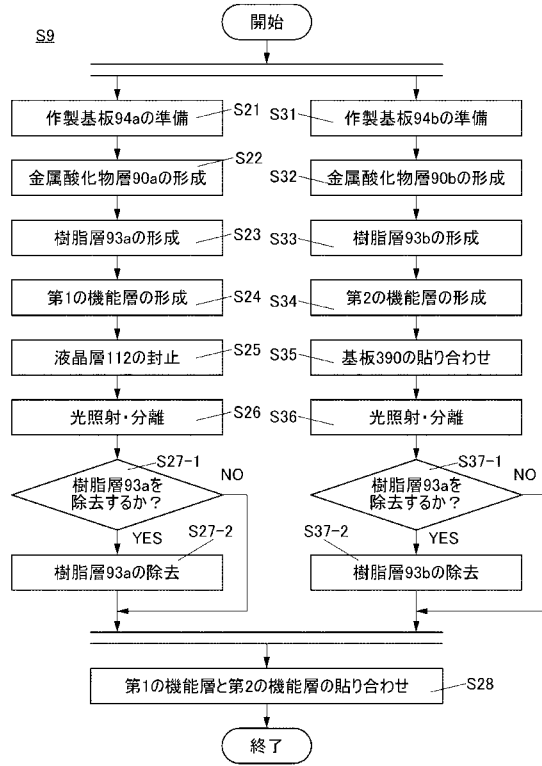 S9
開始
作製基板94aの準備
S21
S31
作製基板94bの準備
金属酸化物層90aの形成
S22
S32
金属酸化物層90bの形成
樹脂層93aの形成
S23
S33
樹脂層93bの形成
第1の機能層の形成
S24
S34
第2の機能層の形成
液晶層112の封止
S25
S35
基板390の貼り合わせ
光照射・分離
S26
S36
光照射・分離
S27-1
樹脂層93aを
除去するか?
NO
YES
S37-1
樹脂層93aを
除去するか?
NO
YES
S27-2
樹脂層93aの除去
S37-2
樹脂層93bの除去
第1の機能層と第2の機能層の貼り合わせ
S28
終了